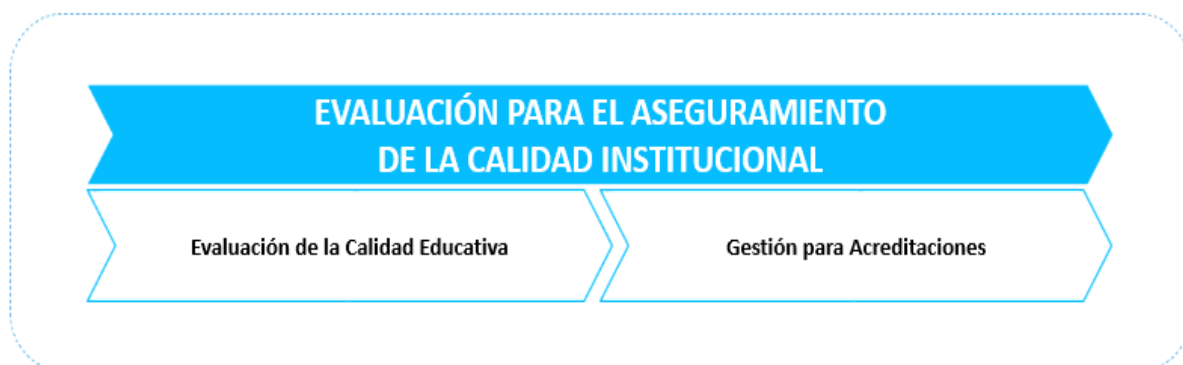 EVALUACIÓN PARA EL ASEGURAMIENTO
DE LA CALIDAD INSTITUCIONAL
Evaluación de la Calidad Educativa
Gestión para Acreditaciones